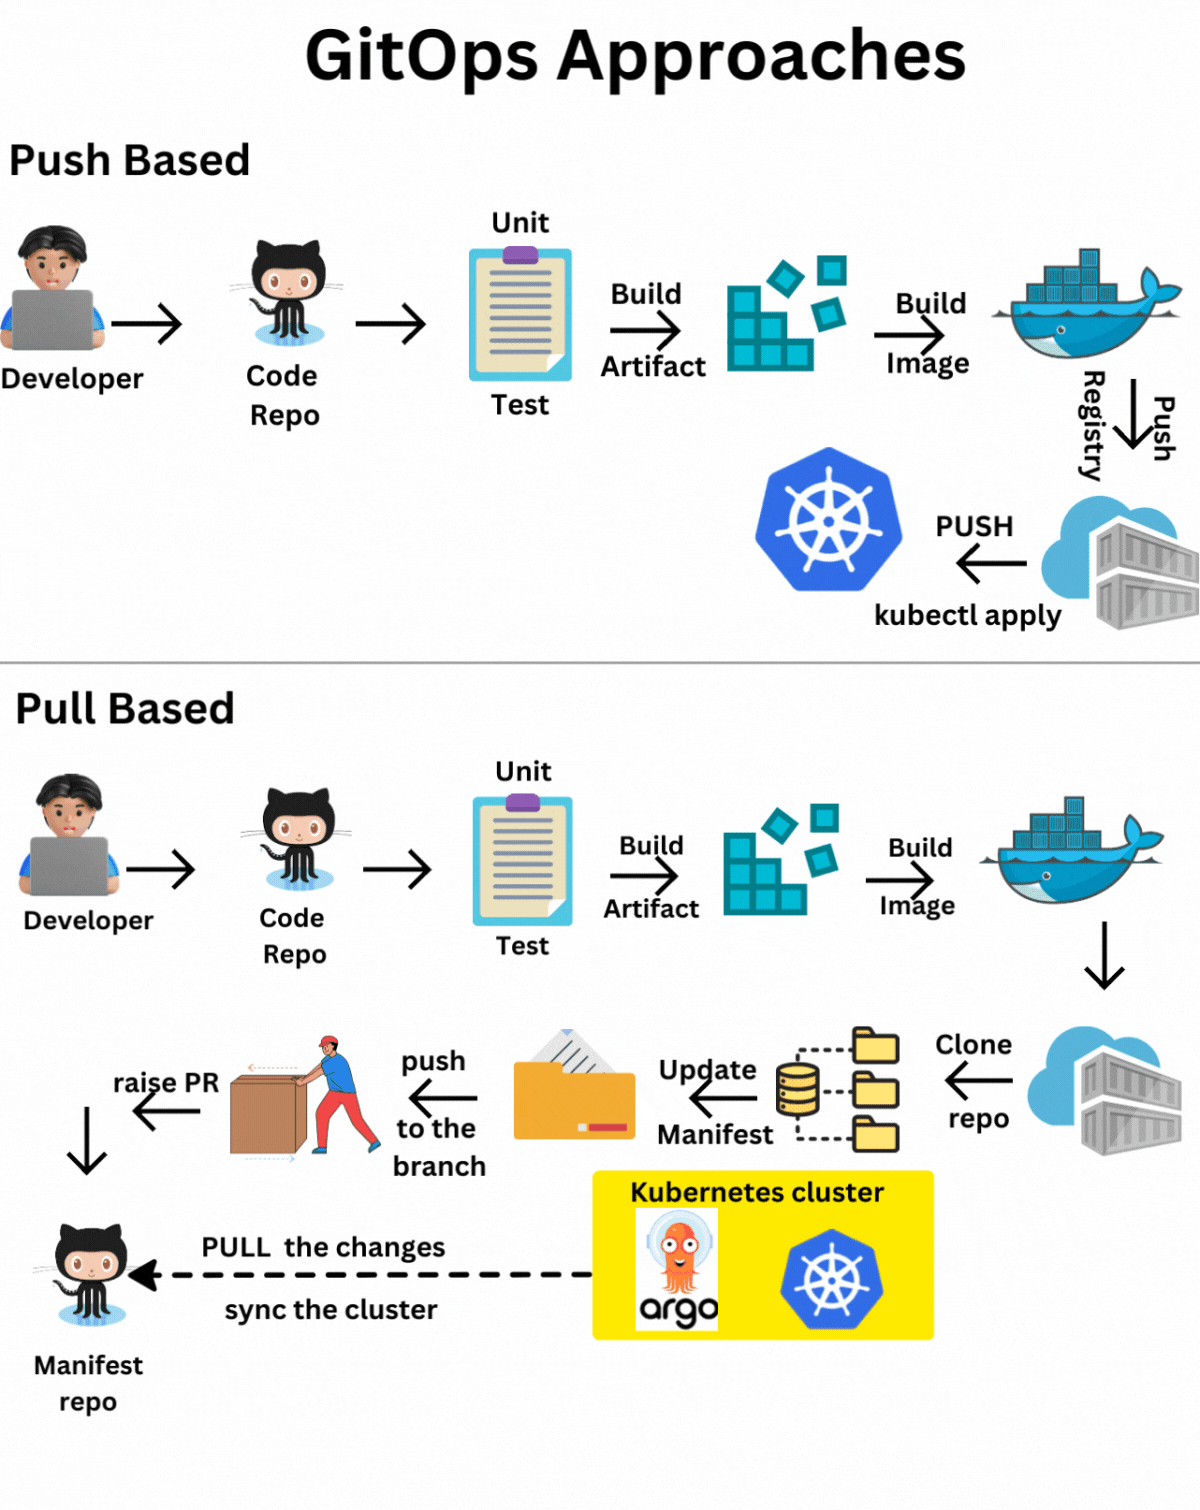 GitOps Approaches
Push Based
Developer
Code
Repo
Unit
Test
Build
Artifact
Build
Image
Registry
Push
PUSH
kubectl apply
Pull Based
Developer
Code
Repo
Unit
Test
Build
Artifact
Build
Image
Clone
repo
Update
Manifest
push
to the
branch
raise PR
Kubernetes cluster
argo
PULL the changes
sync the cluster
Manifest
repo